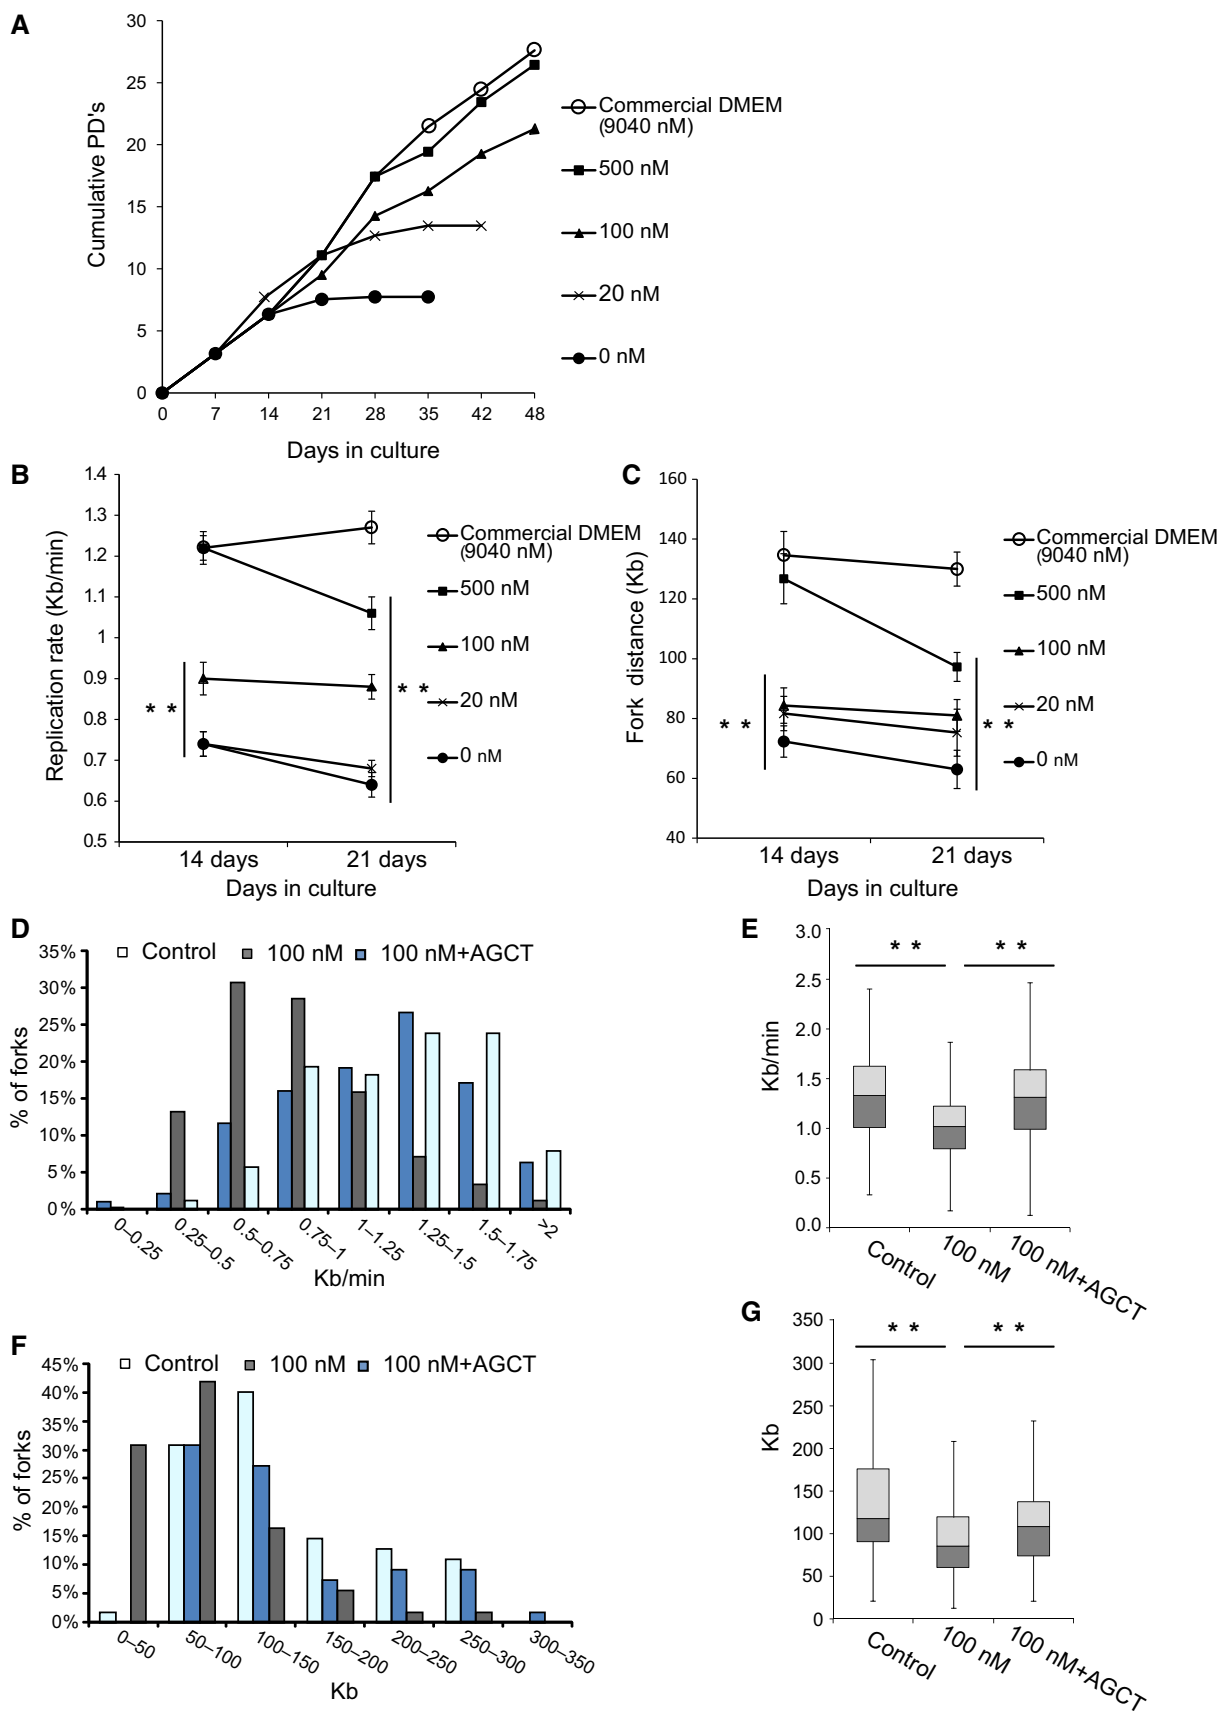 A
30
25
20
15
10
5
0
Cumulative PD's
0 7 14 21 28 35 42 48
Days in culture
Commercial DMEM
(9040 nM)
500 nM
100 nM
20 nM
0 nM
B
1.4
1.3
1.2
1.1
1
0.9
0.8
0.7
0.6
0.5
Replication rate (Kb/min)
* *
* *
14 days 21 days
Days in culture
Commercial DMEM
(9040 nM)
500 nM
100 nM
20 nM
0 nM
C
160
140
120
100
80
60
40
Fork distance (Kb)
* *
* *
14 days 21 days
Days in culture
Commercial DMEM
(9040 nM)
500 nM
100 nM
20 nM
0 nM
D
Control 100 nM 100 nM+AGCT
35%
30%
25%
20%
15%
10%
5%
0%
% of forks
0–0.25 0.25–0.5 0.5–0.75 0.75–1 1–1.25 1.25–1.5 1.5–1.75 >2
Kb/min
E
3.0
2.5
2.0
1.5
1.0
0.5
0.0
Kb/min
* * * *
Control 100 nM 100 nM+AGCT
F
Control 100 nM 100 nM+AGCT
45%
40%
35%
30%
25%
20%
15%
10%
5%
0%
% of forks
0–50 50–100 100–150 150–200 200–250 250–300 300–350
Kb
G
350
300
250
200
150
100
50
0
Kb
* * * *
Control 100 nM 100 nM+AGCT